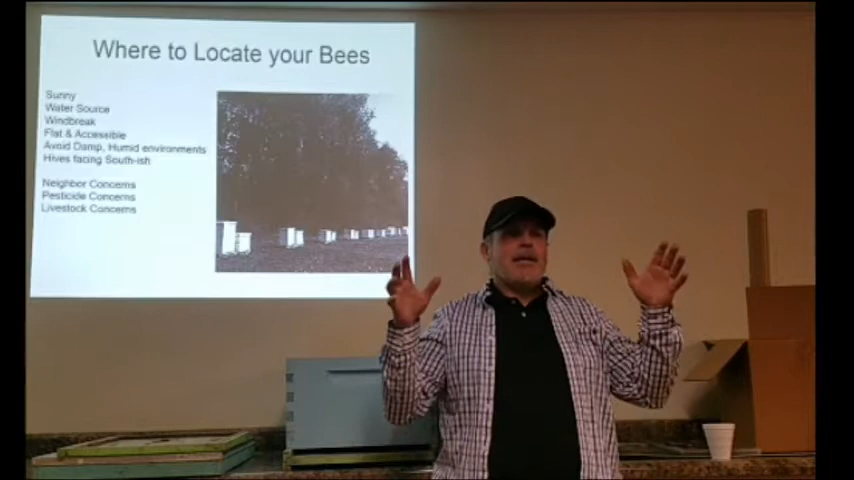 Where to Locate your Bees
Sunny
Water Source
Windbreak
Flat & Accessible
Avoid Damp, Humid environments
Hives facing South-ish
Neighbor Concerns
Pesticide Concerns
Livestock Concerns